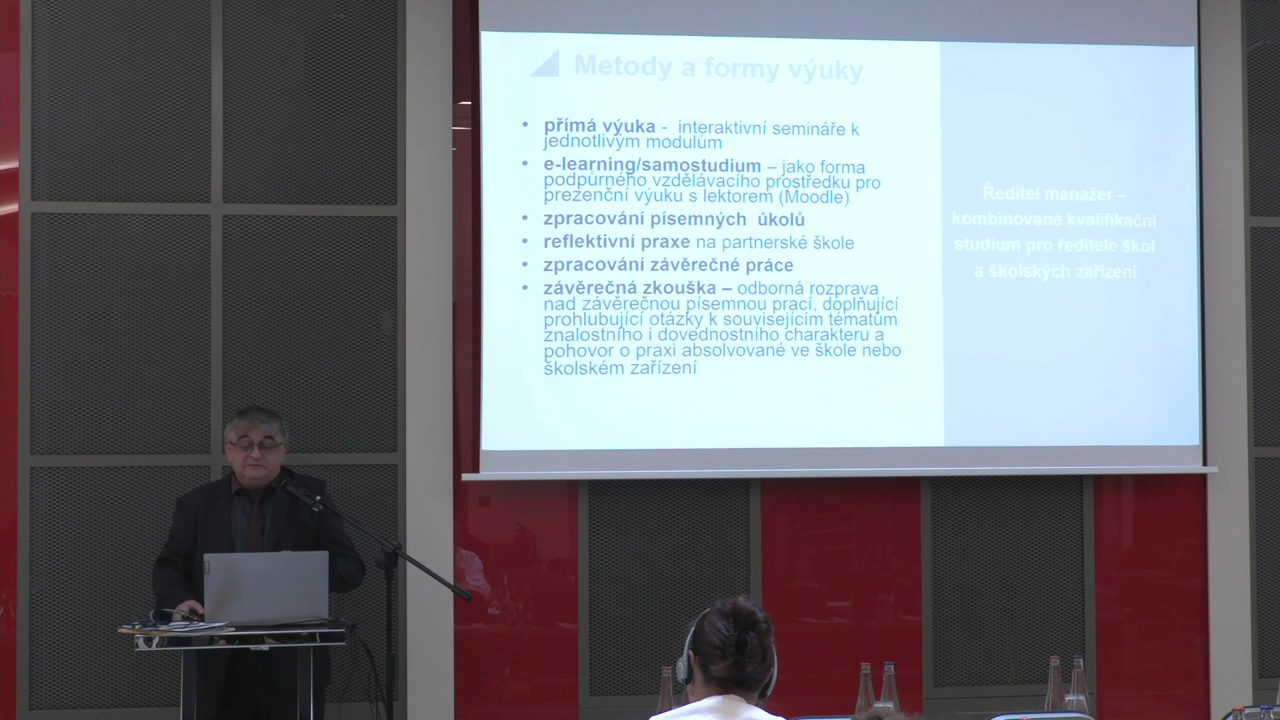 Metody a formy výuky
• přímá výuka - interaktivní semináře k
jednotlivým modulům
• e-learning/samostudium – jako forma
podpůrného vzdělávacího prostředku pro
prezenční výuku s lektorem (Moodle)
• zpracování písemných úkolů
• reflektivní praxe na partnerské škole
• zpracování závěrečné práce
• závěrečná zkouška – odborná rozprava
nad závěrečnou písemnou prací, doplňující
prohlubující otázky k souvisejícím tématům
znalostního i dovednostního charakteru a
pohovor o praxi absolvované ve škole nebo
školském zařízení
Ředitel manažer –
kombinované kvalifikační
studium pro ředitele škol
a školských zařízení